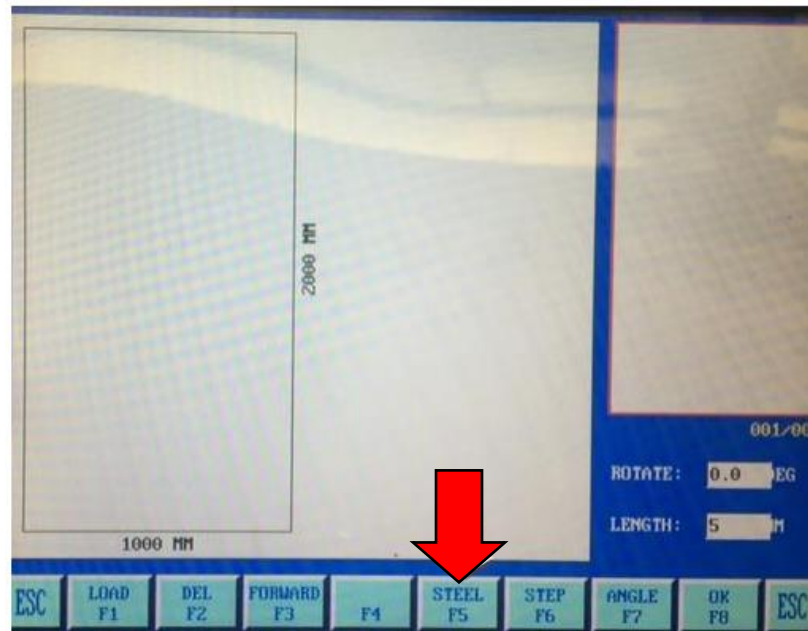 2000 MM
1000 MM
001/00
ROTATE: 0.0 DEG
LENGTH: 5 M
ESC
LOAD
F1
DEL
F2
FORWARD
F3
F4
STEEL
F5
STEP
F6
ANGLE
F7
OK
F8
ESC